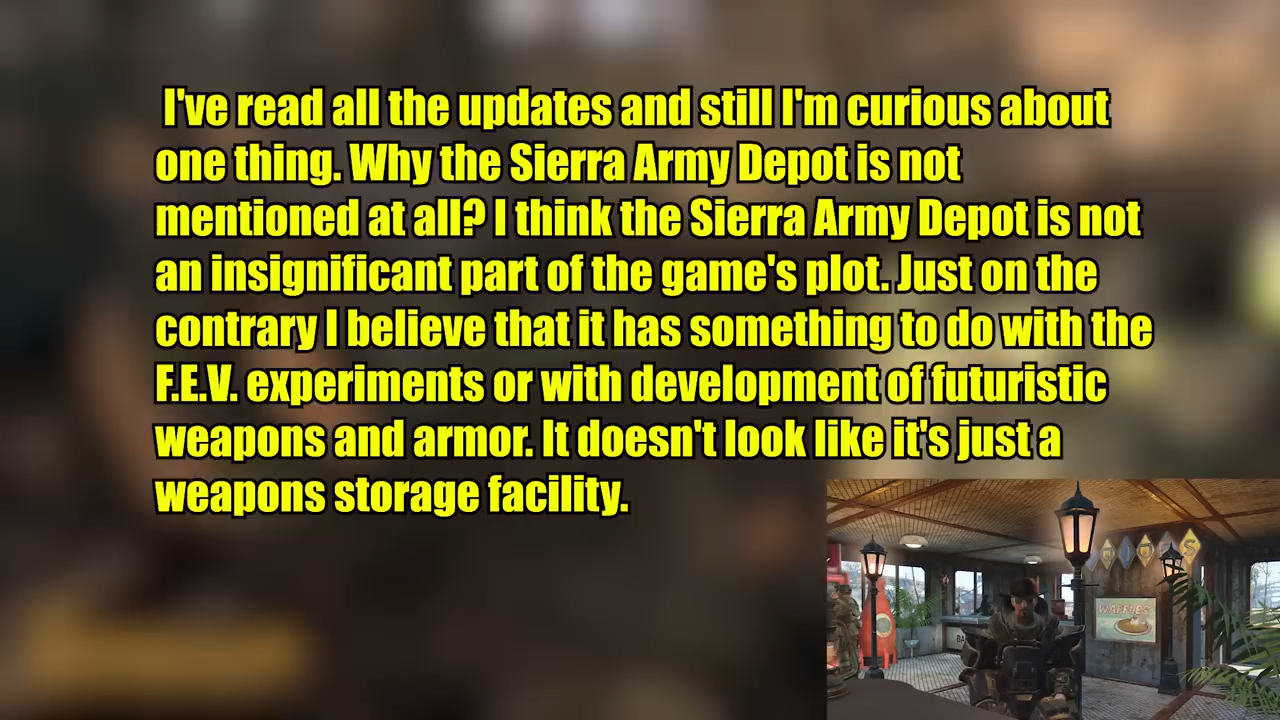 I've read all the updates and still I'm curious about
one thing. Why the Sierra Army Depot is not
mentioned at all? I think the Sierra Army Depot is not
an insignificant part of the game's plot. Just on the
contrary I believe that it has something to do with the
F.E.V. experiments or with development of futuristic
weapons and armor. It doesn't look like it's just a
weapons storage facility.
WAFFLES
BA